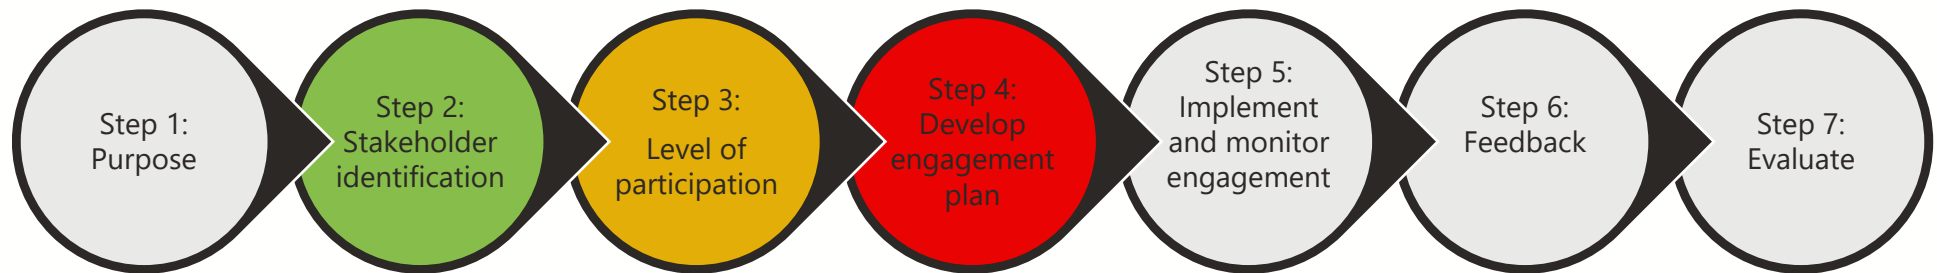 Step 1:
Purpose
Step 2:
Stakeholder
identification
Step 3:
Level of
participation
Step 4:
Develop
engagement
plan
Step 5:
Implement
and monitor
engagement
Step 6:
Feedback
Step 7:
Evaluate